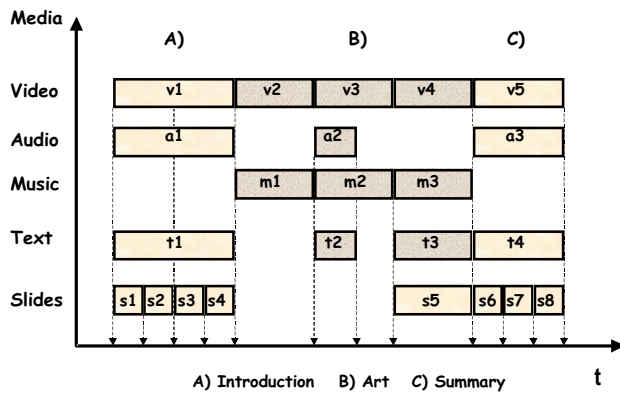 Media
A) B) C)
Video v1 v2 v3 v4 v5
Audio a1 a2 a3
Music m1 m2 m3
Text t1 t2 t3 t4
Slides s1 s2 s3 s4 s5 s6 s7 s8
t
A) Introduction B) Art C) Summary